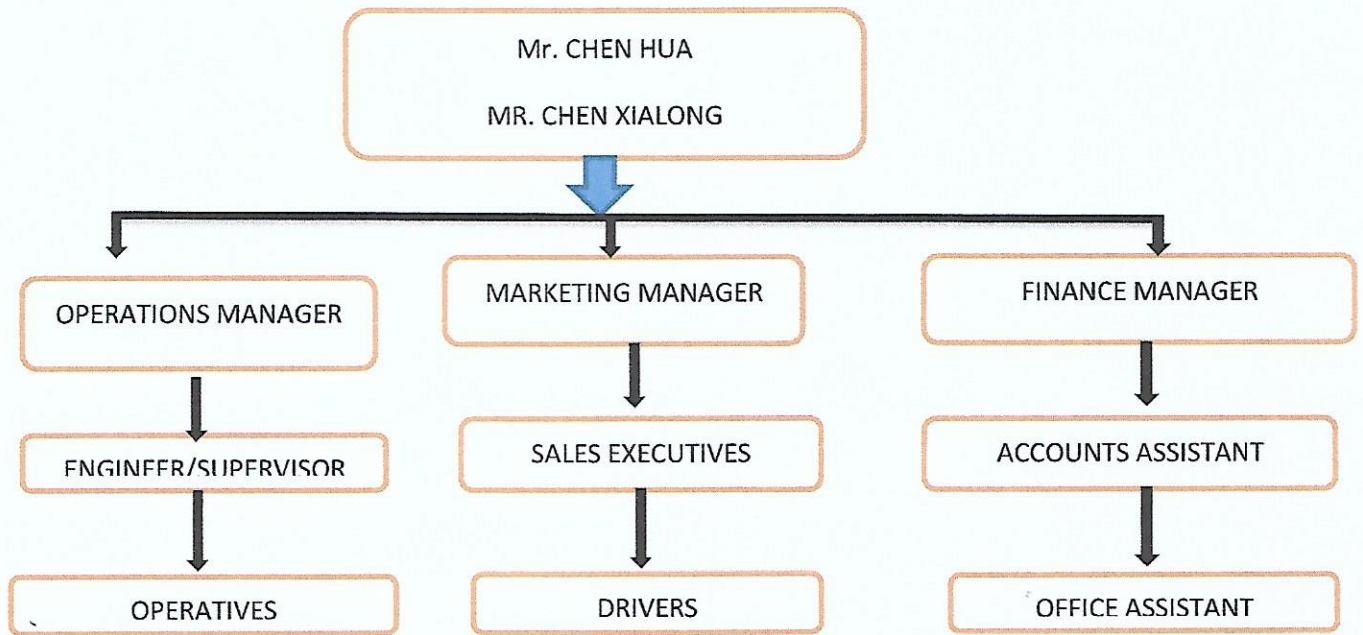 Mr. CHEN HUA
MR. CHEN XIALONG
OPERATIONS MANAGER
MARKETING MANAGER
FINANCE MANAGER
ENGINEER/SUPERVISOR
SALES EXECUTIVES
ACCOUNTS ASSISTANT
OPERATIVES
DRIVERS
OFFICE ASSISTANT